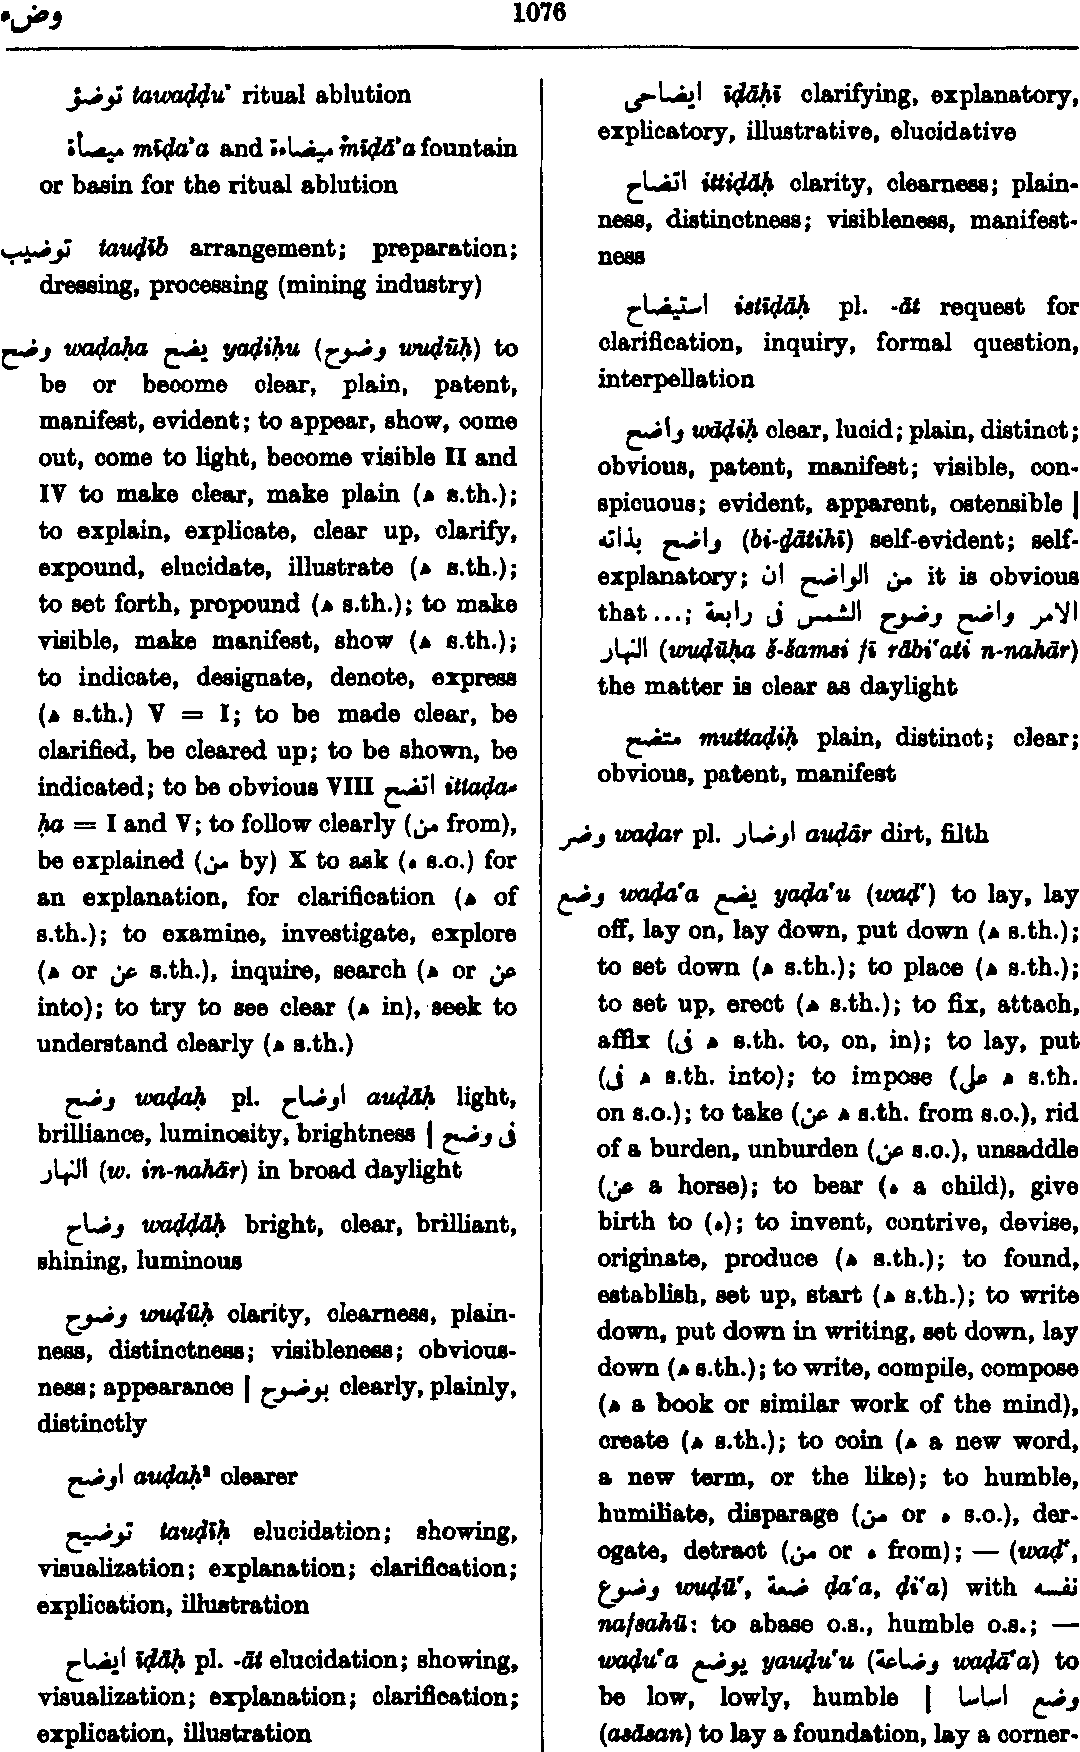 وضء 1076
توضؤ tawaḍḍu' ritual ablution
ميضأة mīḍa'a and ميضاءة mīḍā'a fountain
or basin for the ritual ablution
توضيب tauḍīb arrangement; preparation;
dressing, processing (mining industry)
وضح waḍaḥa يضح yaḍiḥu (وضوح wuḍūḥ) to
be or become clear, plain, patent,
manifest, evident; to appear, show, come
out, come to light, become visible II and
IV to make clear, make plain (ه s.th.);
to explain, explicate, clear up, clarify,
expound, elucidate, illustrate (ه s.th.);
to set forth, propound (ه s.th.); to make
visible, make manifest, show (ه s.th.);
to indicate, designate, denote, express
(ه s.th.) V = I; to be made clear, be
clarified, be cleared up; to be shown, be
indicated; to be obvious VIII اتضح ittaḍa-
ḥa = I and V; to follow clearly (من from),
be explained (من by) X to ask (ه s.o.) for
an explanation, for clarification (ه of
s.th.); to examine, investigate, explore
(ه or عن s.th.), inquire, search (ه or عن
into); to try to see clear (ه in), seek to
understand clearly (ه s.th.)
وضح waḍaḥ pl. اوضاح auḍāḥ light,
brilliance, luminosity, brightness | فى وضح
النهار (w. in-nahār) in broad daylight
وضاح waḍḍāḥ bright, clear, brilliant,
shining, luminous
وضوح wuḍūḥ clarity, clearness, plain-
ness, distinctness; visibleness; obvious-
ness; appearance | بوضوح clearly, plainly,
distinctly
اوضح auḍaḥ² clearer
توضيح tauḍīḥ elucidation; showing,
visualization; explanation; clarification;
explication, illustration
ايضاح īḍāḥ pl. -āt elucidation; showing,
visualization; explanation; clarification;
explication, illustration
ايضاحى īḍāḥī clarifying, explanatory,
explicatory, illustrative, elucidative
اتضاح ittiḍāḥ clarity, clearness; plain-
ness, distinctness; visibleness, manifest-
ness
استيضاح istīḍāḥ pl. -āt request for
clarification, inquiry, formal question,
interpellation
واضح wāḍiḥ clear, lucid; plain, distinct;
obvious, patent, manifest; visible, con-
spicuous; evident, apparent, ostensible |
واضح بذاته (bi-ḏātihī) self-evident; self-
explanatory; من الواضح ان it is obvious
that ...; الامر واضح وضوح الشمس فى رابعة
النهار (wuḍūḥa š-šamsi fī rābi'ati n-nahār)
the matter is clear as daylight
متضح muttaḍiḥ plain, distinct; clear;
obvious, patent, manifest
وضر waḍar pl. اوضار auḍār dirt, filth
وضع waḍa'a يضع yaḍa'u (waḍ') to lay, lay
off, lay on, lay down, put down (ه s.th.);
to set down (ه s.th.); to place (ه s.th.);
to set up, erect (ه s.th.); to fix, attach,
affix (ه فى s.th. to, on, in); to lay, put
(ه فى s.th. into); to impose (ه على s.th.
on s.o.); to take (ه عن s.th. from s.o.), rid
of a burden, unburden (عن s.o.), unsaddle
(عن a horse); to bear (ه a child), give
birth to (ه); to invent, contrive, devise,
originate, produce (ه s.th.); to found,
establish, set up, start (ه s.th.); to write
down, put down in writing, set down, lay
down (ه s.th.); to write, compile, compose
(ه a book or similar work of the mind),
create (ه s.th.); to coin (ه a new word,
a new term, or the like); to humble,
humiliate, disparage (من or ه s.o.), der-
ogate, detract (من or ه from); — (waḍ',
وضوع wuḍū', ضعة ḍa'a, ḍi'a) with نفسه
nafsahū: to abase o.s., humble o.s.; —
waḍu'a يوضع yauḍu'u (وضاعة waḍā'a) to
be low, lowly, humble | وضع اساسا
(asāsan) to lay a foundation, lay a corner-